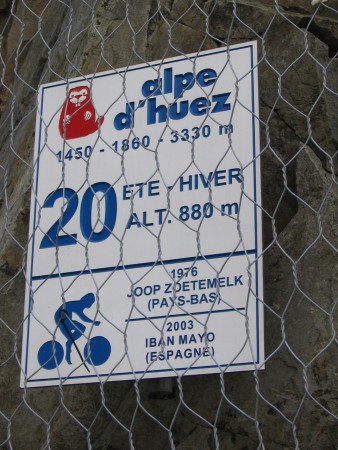 alpe
d'huez
1450 - 1860 - 3330 m
20
ETE - HIVER
ALT. 880 m
1976
JOOP ZOETEMELK
(PAYS-BAS)
2003
IBAN MAYO
(ESPAGNE)